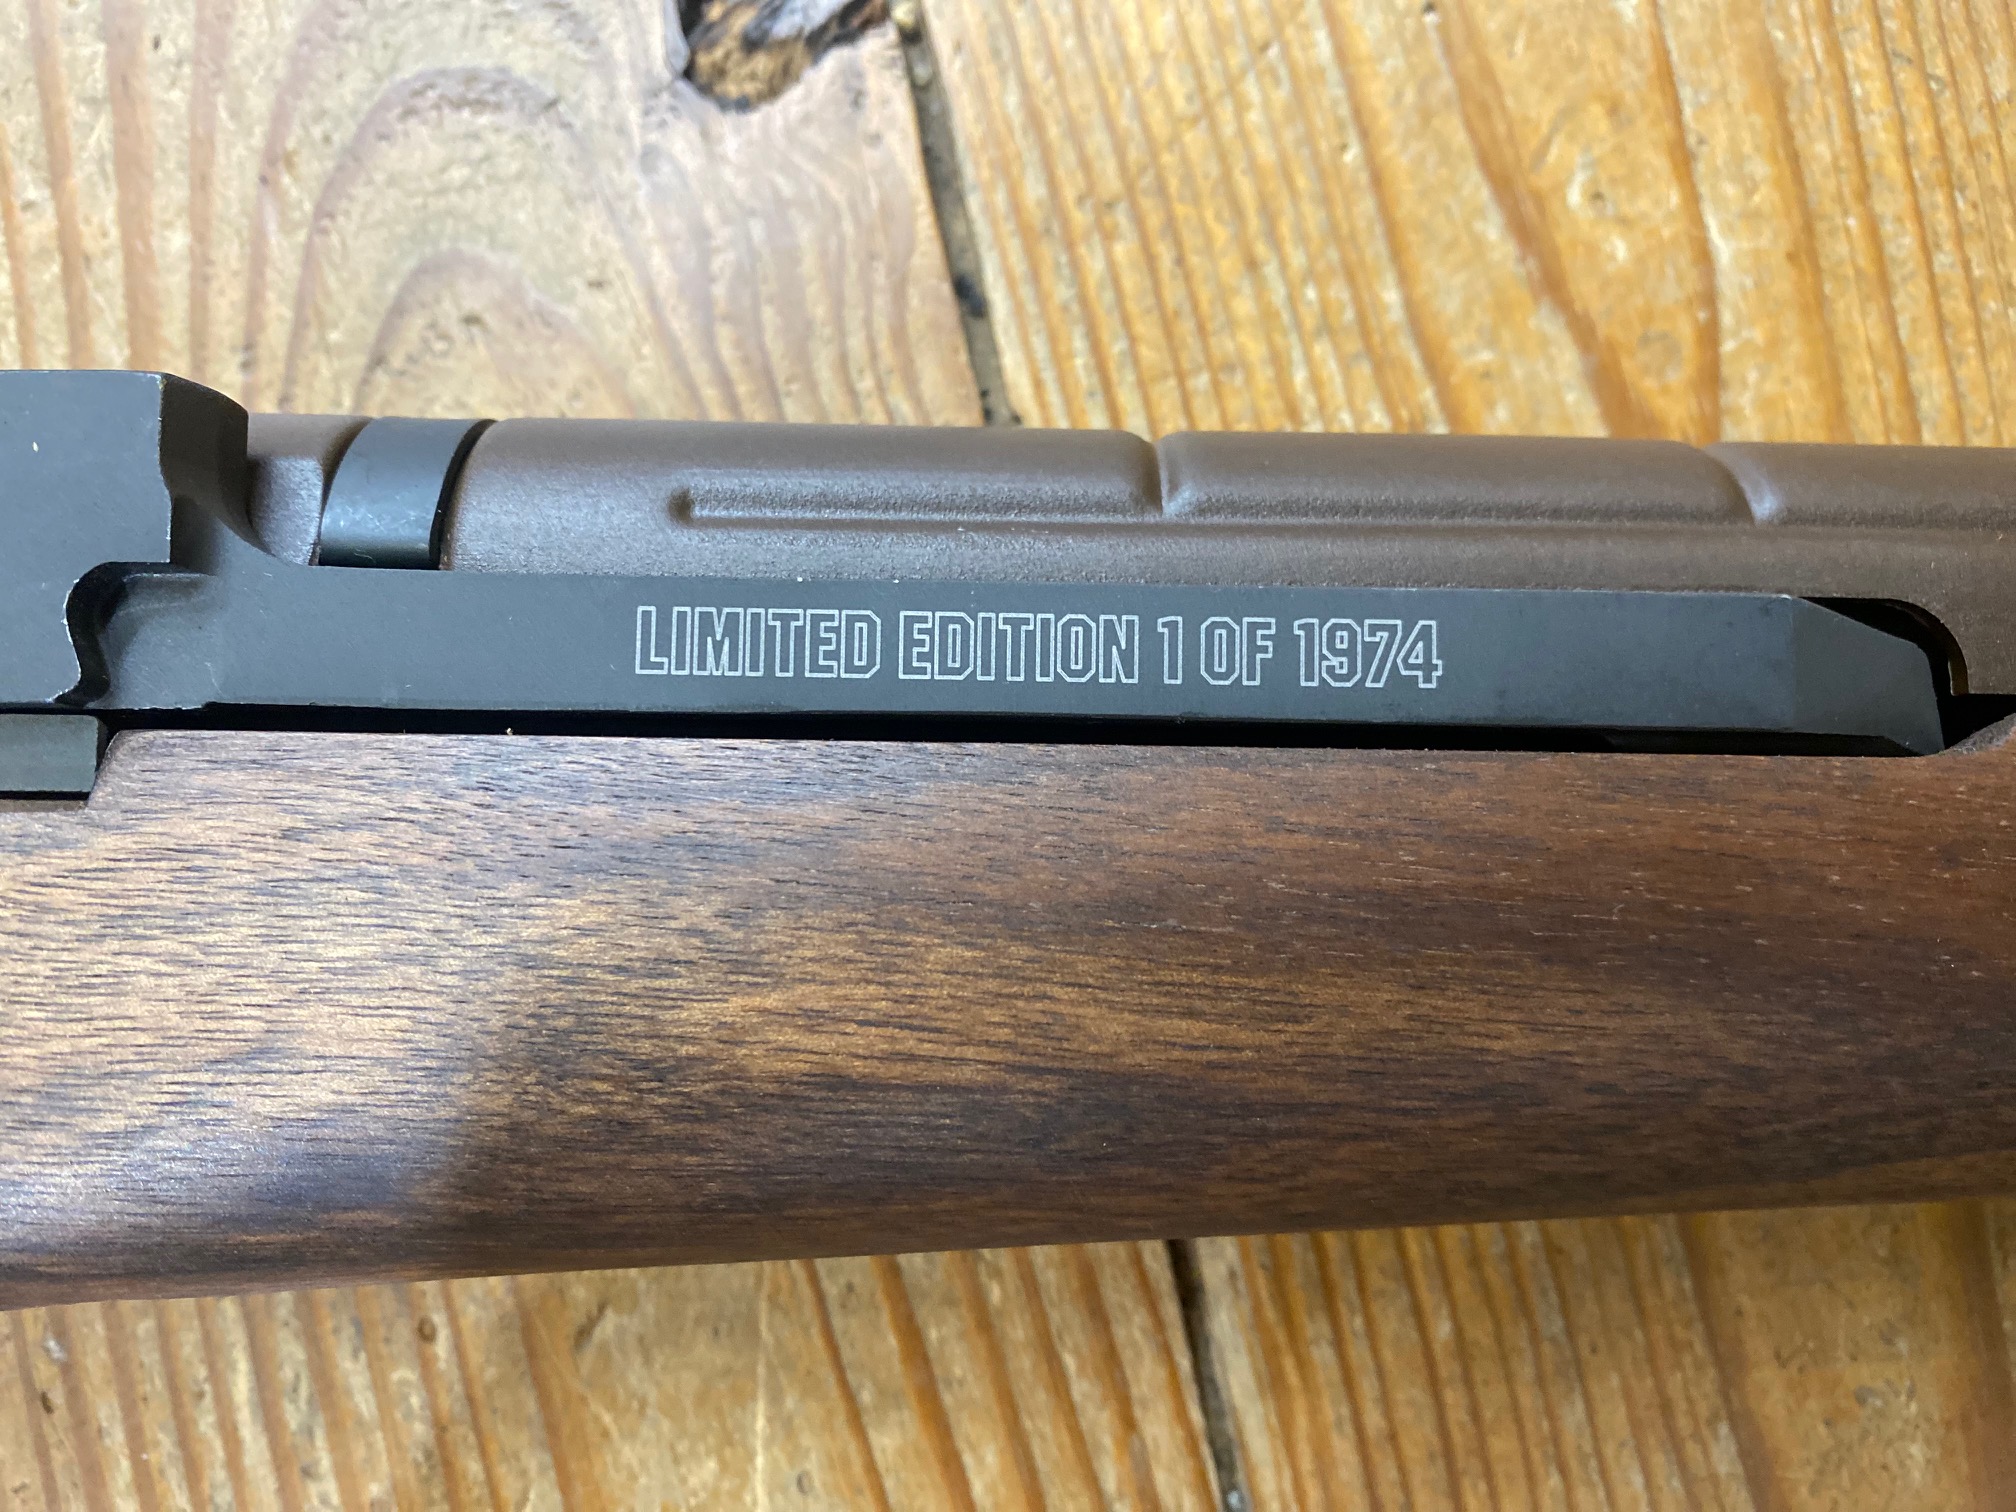 LIMITED EDITION 1 OF 1974